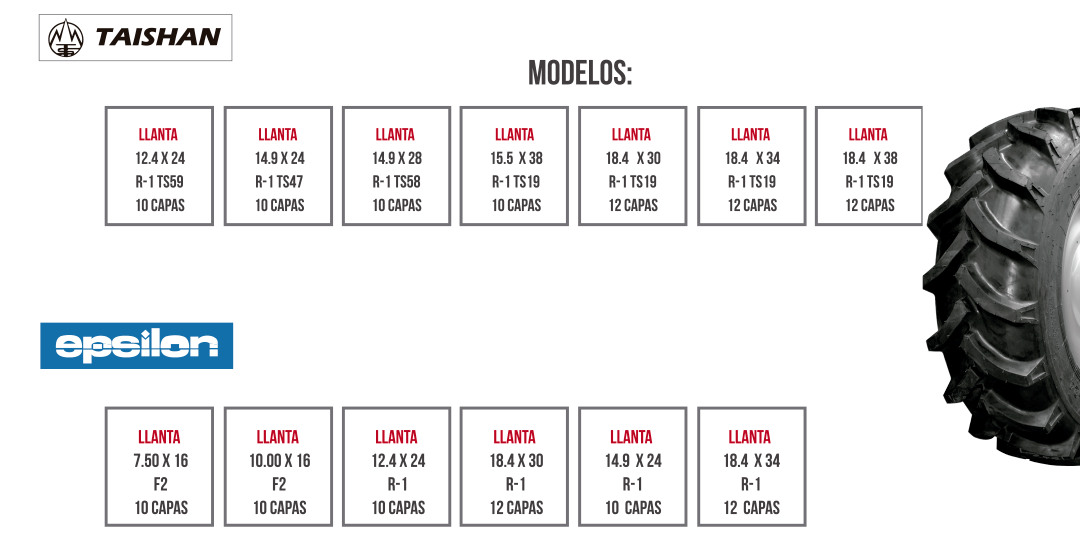 TAISHAN
MODELOS:
LLANTA
12.4 X 24
R-1 TS59
10 CAPAS
LLANTA
14.9 X 24
R-1 TS47
10 CAPAS
LLANTA
14.9 X 28
R-1 TS58
10 CAPAS
LLANTA
15.5 X 38
R-1 TS19
10 CAPAS
LLANTA
18.4 X 30
R-1 TS19
12 CAPAS
LLANTA
18.4 X 34
R-1 TS19
12 CAPAS
LLANTA
18.4 X 38
R-1 TS19
12 CAPAS
epsilon
LLANTA
7.50 X 16
F2
10 CAPAS
LLANTA
10.00 X 16
F2
10 CAPAS
LLANTA
12.4 X 24
R-1
10 CAPAS
LLANTA
18.4 X 30
R-1
12 CAPAS
LLANTA
14.9 X 24
R-1
10 CAPAS
LLANTA
18.4 X 34
R-1
12 CAPAS